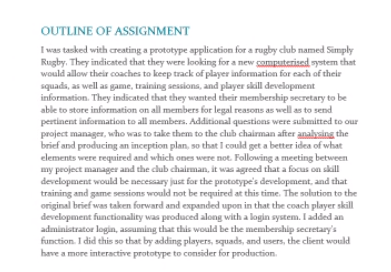 OUTLINE OF ASSIGNMENT
I was tasked with creating a prototype application for a rugby club named Simply
Rugby. They indicated that they were looking for a new computerised system that
would allow their coaches to keep track of player information for each of their
squads, as well as game, training sessions, and player skill development
information. They indicated that they wanted their membership secretary to be
able to store information on all members for legal reasons as well as to send
pertinent information to all members. Additional questions were submitted to our
project manager, who was to take them to the club chairman after analysing the
brief and producing an inception plan, so that I could get a better idea of what
elements were required and which ones were not. Following a meeting between
my project manager and the club chairman, it was agreed that a focus on skill
development would be necessary just for the prototype's development, and that
training and game sessions would not be required at this time. The solution to the
original brief was taken forward and expanded upon in that the coach player skill
development functionality was produced along with a login system. I added an
administrator login, assuming that this would be the membership secretary's
function. I did this so that by adding players, squads, and users, the client would
have a more interactive prototype to consider for production.